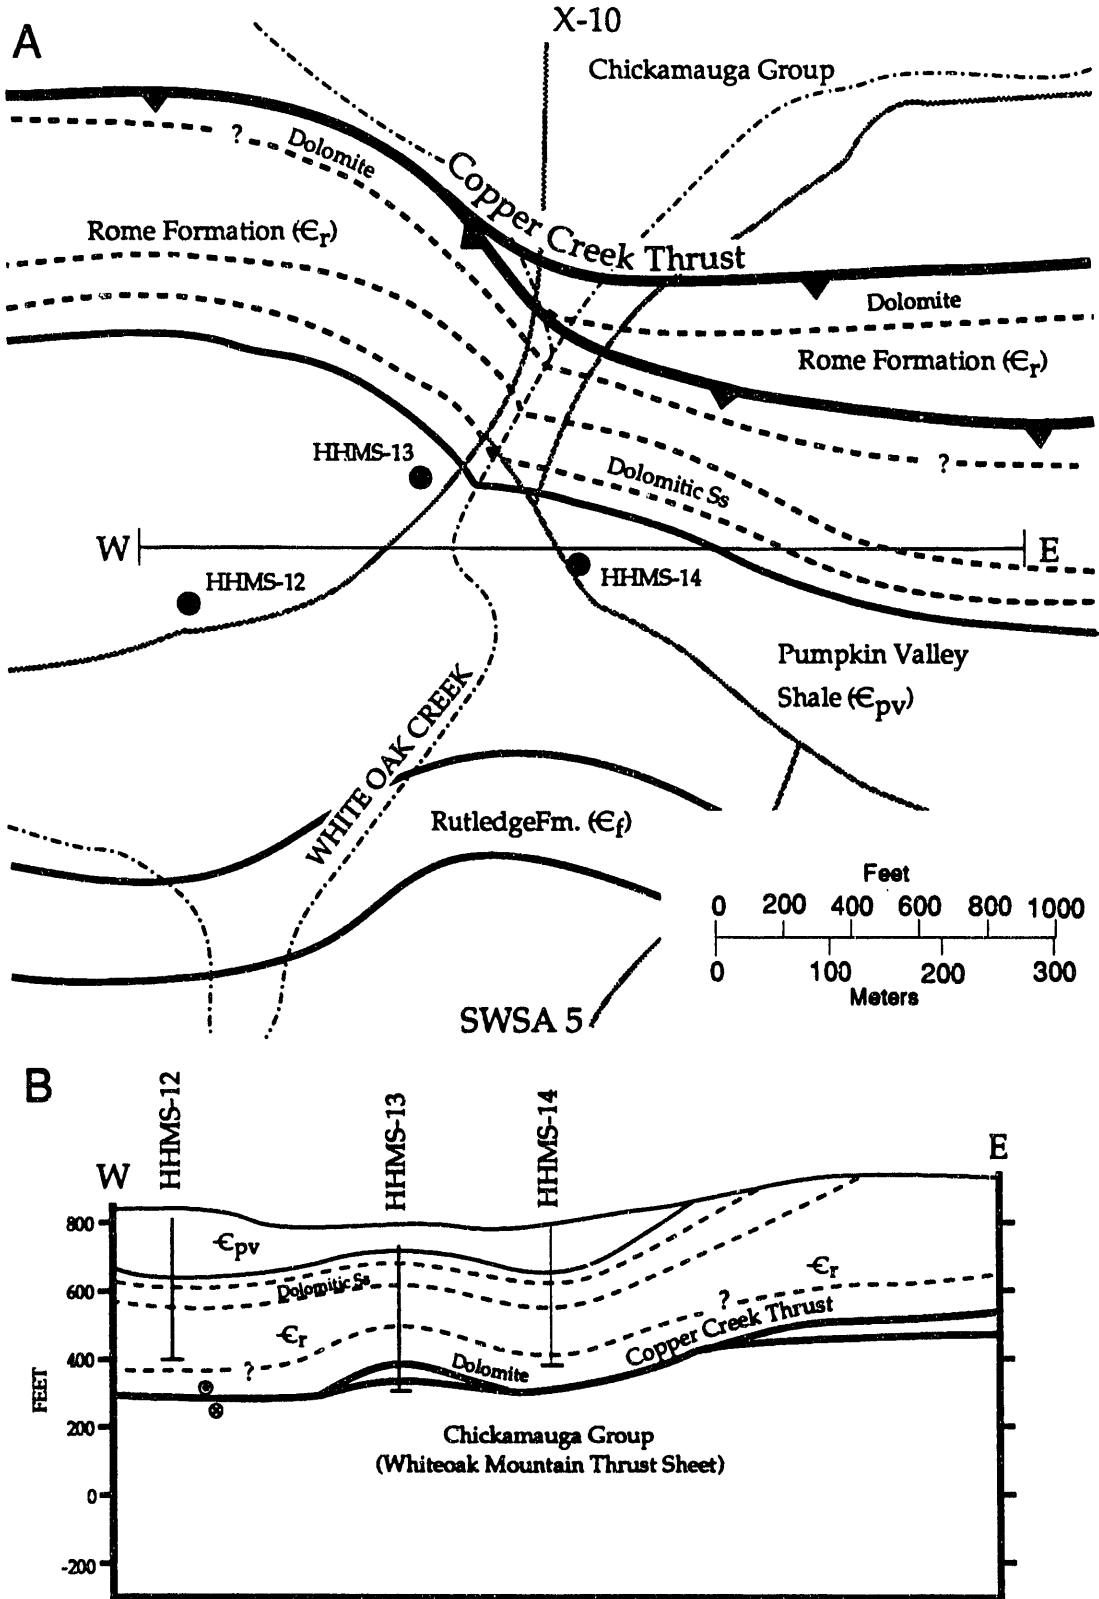 A
X-10
Chickamauga Group
?
Dolomite
Copper Creek Thrust
Rome Formation (Єr)
Dolomite
Rome Formation (Єr)
HHMS-13
?
Dolomitic Ss
W
E
HHMS-12
HHMS-14
Pumpkin Valley
Shale (Єpv)
WHITE OAK CREEK
RutledgeFm. (Єf)
Feet
0 200 400 600 800 1000
0 100 200 300
Meters
SWSA 5
B
HHMS-12
HHMS-13
HHMS-14
W
E
800
Єpv
600
Dolomitic Ss
Єr
?
Єr
Copper Creek Thrust
400
?
Dolomite
FEET
200
Chickamauga Group
(Whiteoak Mountain Thrust Sheet)
0
-200